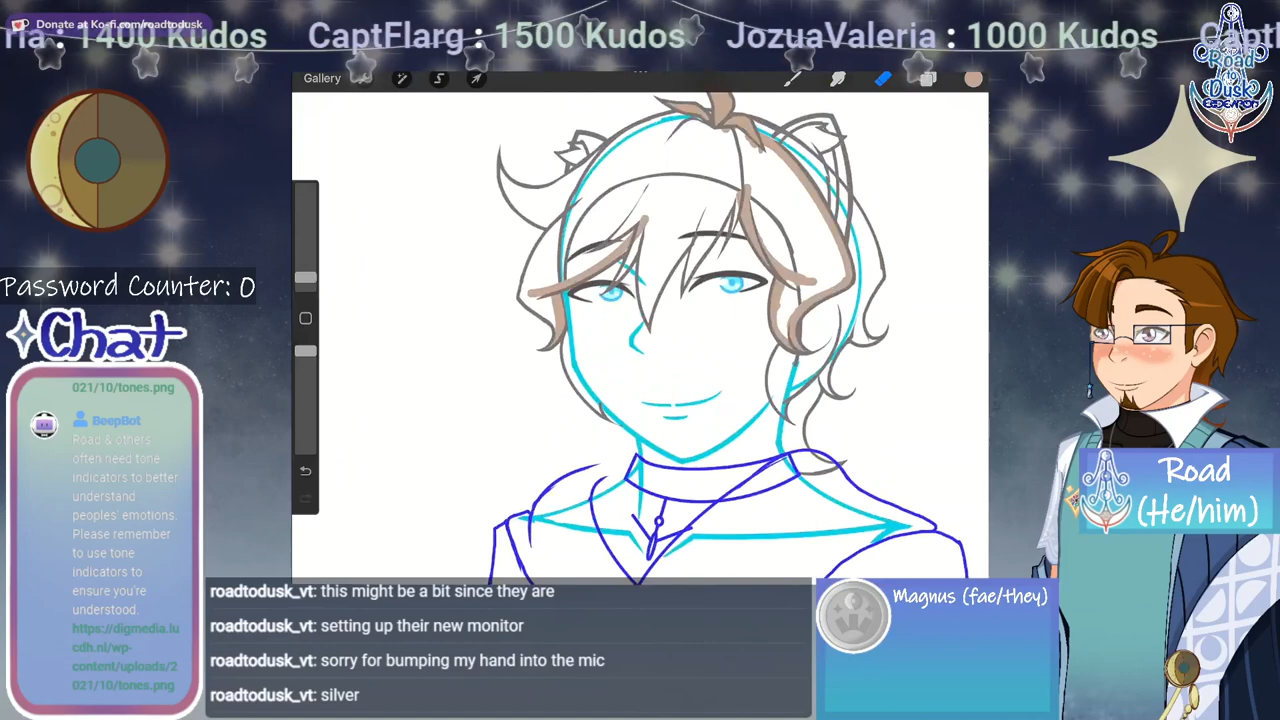 Donate at Ko-fi.com/roadtodusk
ria : 1400 Kudos CaptFlarg : 1500 Kudos JozuaValeria : 1000 Kudos
Road
to
Dusk
Gallery
Password Counter: 0
Chat
021/10/tones.png
BeepBot
Road & others
often need tone
indicators to better
understand
peoples' emotions.
Please remember
to use tone
indicators to
ensure you're
understood.
https://digmedia.lu
cdh.nl/wp-
content/uploads/2
021/10/tones.png
roadtodusk_vt: this might be a bit since they are
roadtodusk_vt: setting up their new monitor
roadtodusk_vt: sorry for bumping my hand into the mic
roadtodusk_vt: silver
Road
(He/him)
Magnus (fae/they)